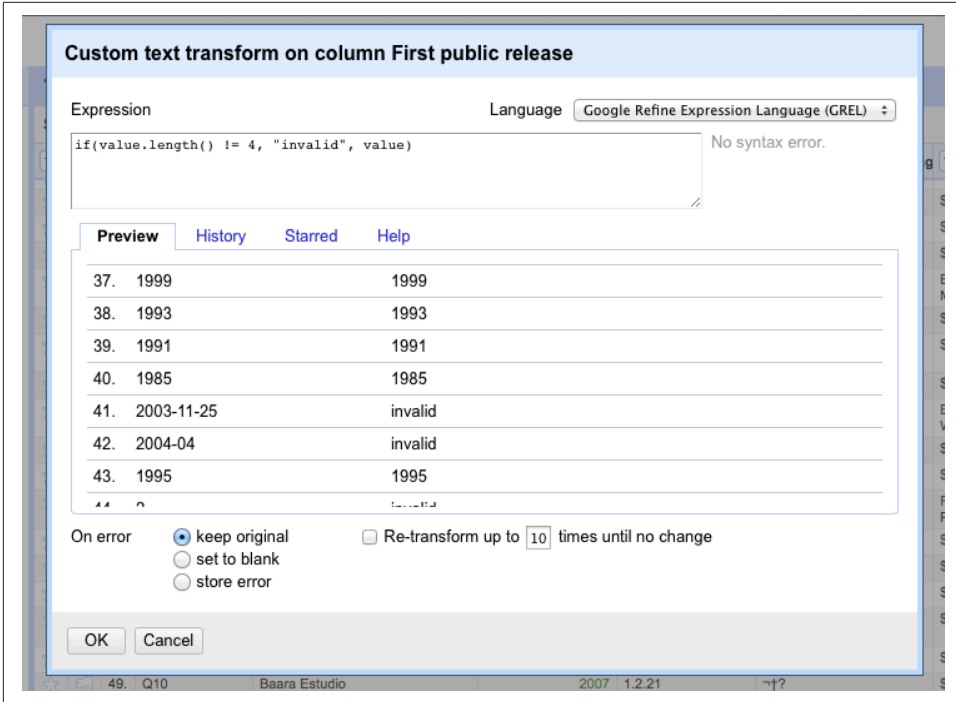 Custom text transform on column First public release
Expression
Language Google Refine Expression Language (GREL)
if(value.length() != 4, "invalid", value)
No syntax error.
Preview History Starred Help
37. 1999 1999
38. 1993 1993
39. 1991 1991
40. 1985 1985
41. 2003-11-25 invalid
42. 2004-04 invalid
43. 1995 1995
44. ? invalid
On error keep original Re-transform up to 10 times until no change
set to blank
store error
OK Cancel
49. Q10 Baara Estudio 2007 1.2.21 ¬†?